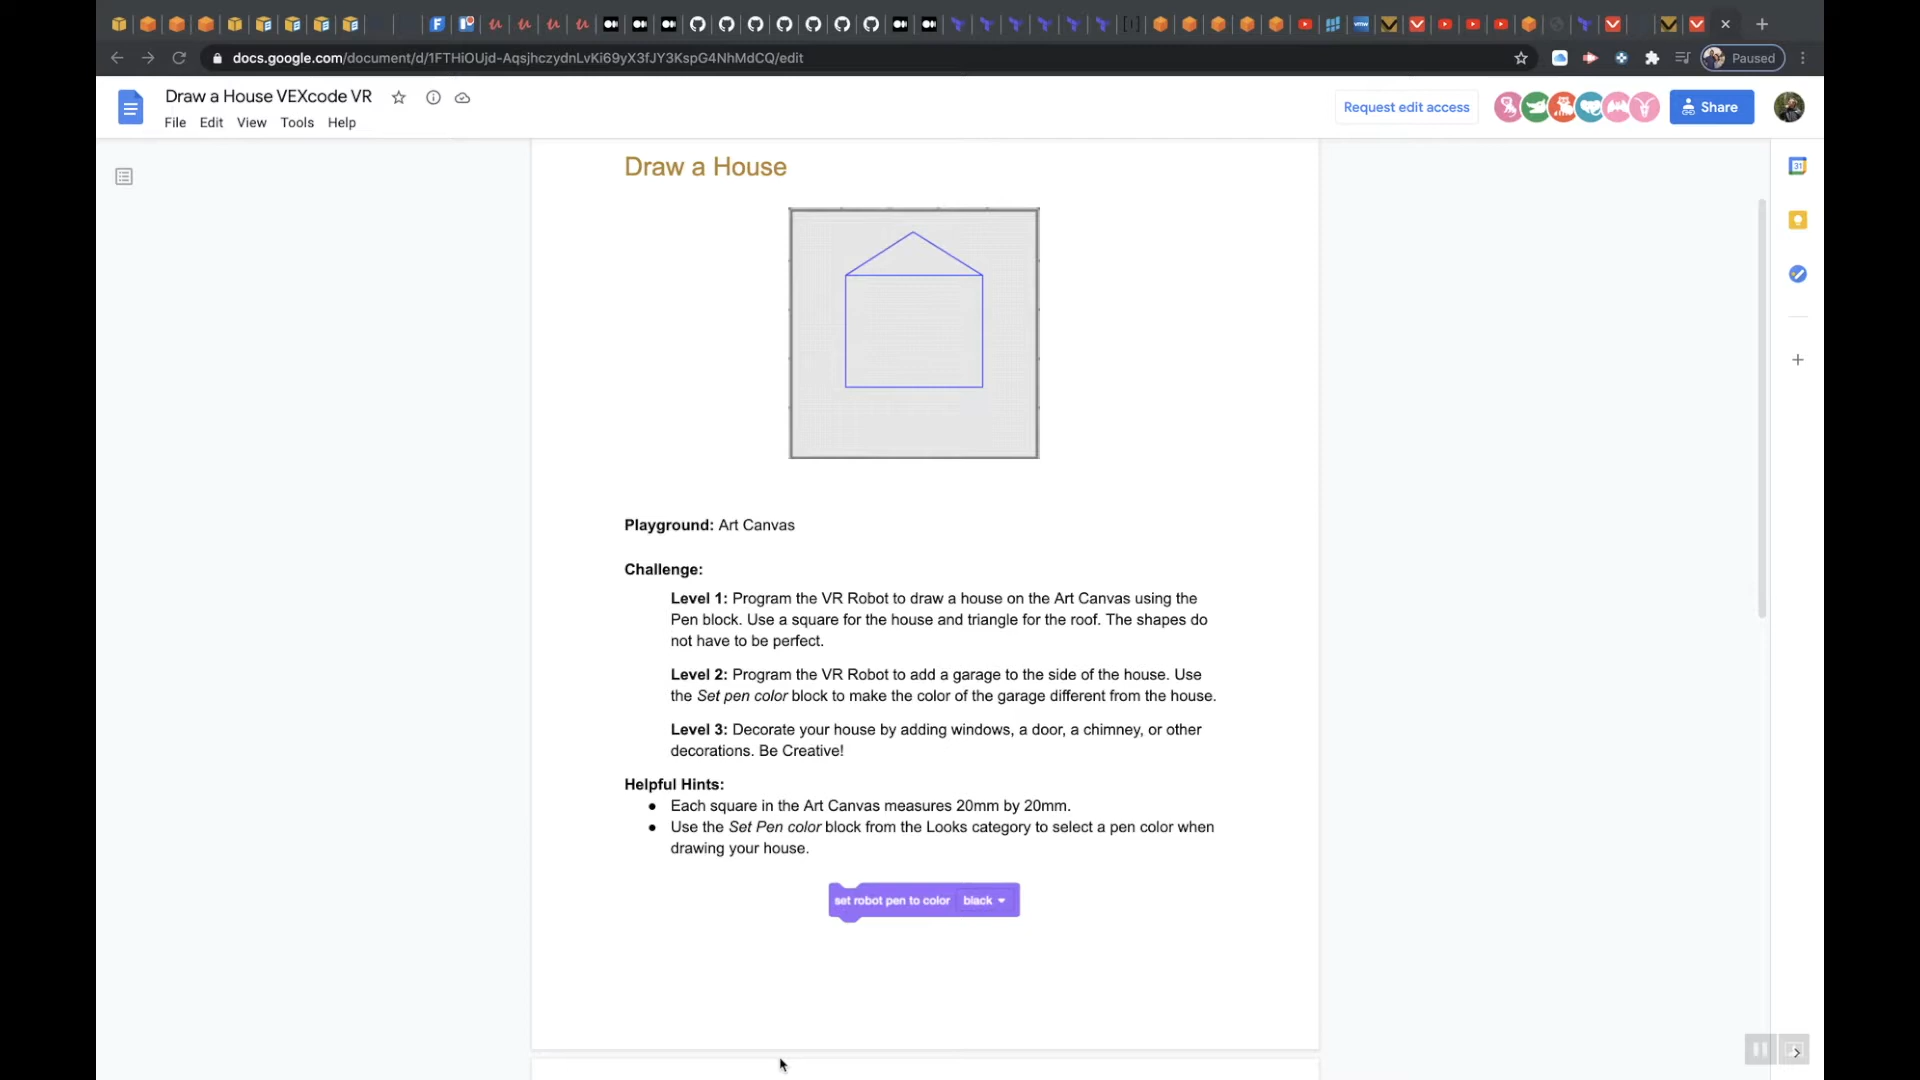 docs.google.com/document/d/1FTHiOUjd-AqsjhczydnLvKi69yX3fJY3KspG4NhMdCQ/edit
Paused
Draw a House VEXcode VR
File Edit View Tools Help
Request edit access
Share
Draw a House
Playground: Art Canvas
Challenge:
Level 1: Program the VR Robot to draw a house on the Art Canvas using the
Pen block. Use a square for the house and triangle for the roof. The shapes do
not have to be perfect.
Level 2: Program the VR Robot to add a garage to the side of the house. Use
the Set pen color block to make the color of the garage different from the house.
Level 3: Decorate your house by adding windows, a door, a chimney, or other
decorations. Be Creative!
Helpful Hints:
● Each square in the Art Canvas measures 20mm by 20mm.
● Use the Set Pen color block from the Looks category to select a pen color when
drawing your house.
set robot pen to color black
31